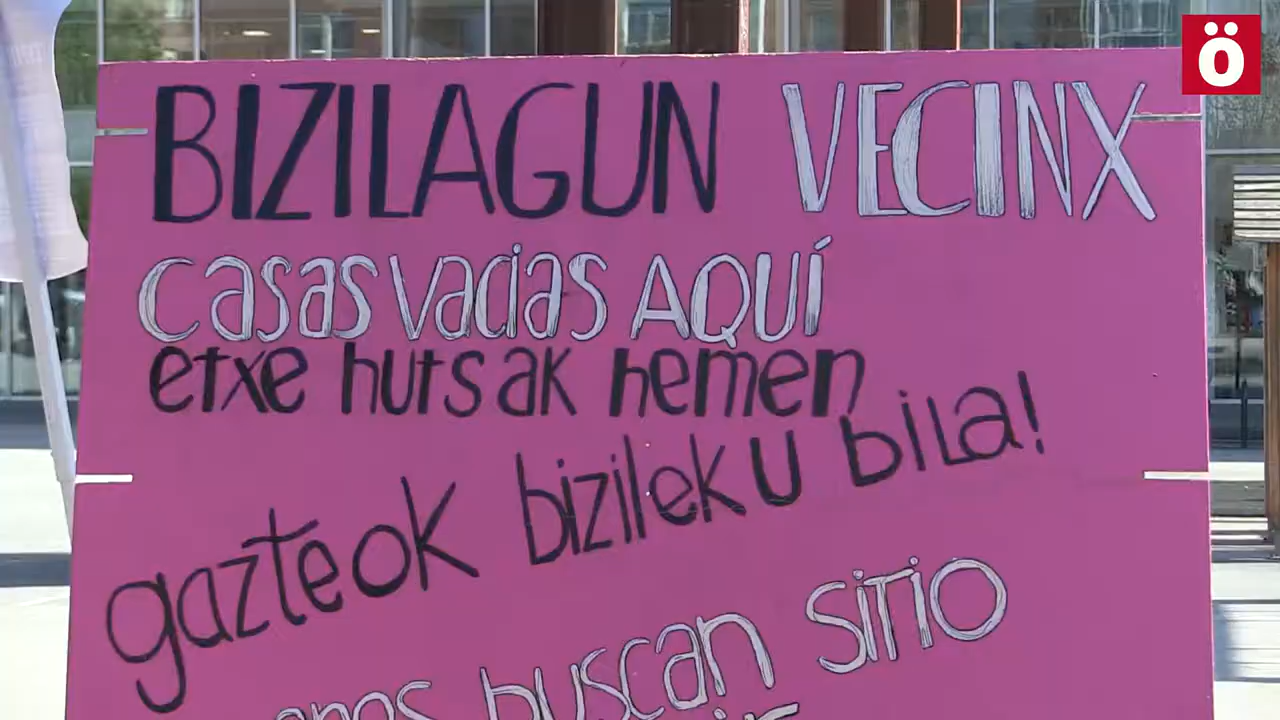 BIZILAGUN VECINX
casas vacias AQUÍ
etxe hutsak hemen
gazteok bizileku bila!
buscan sitio
Ö